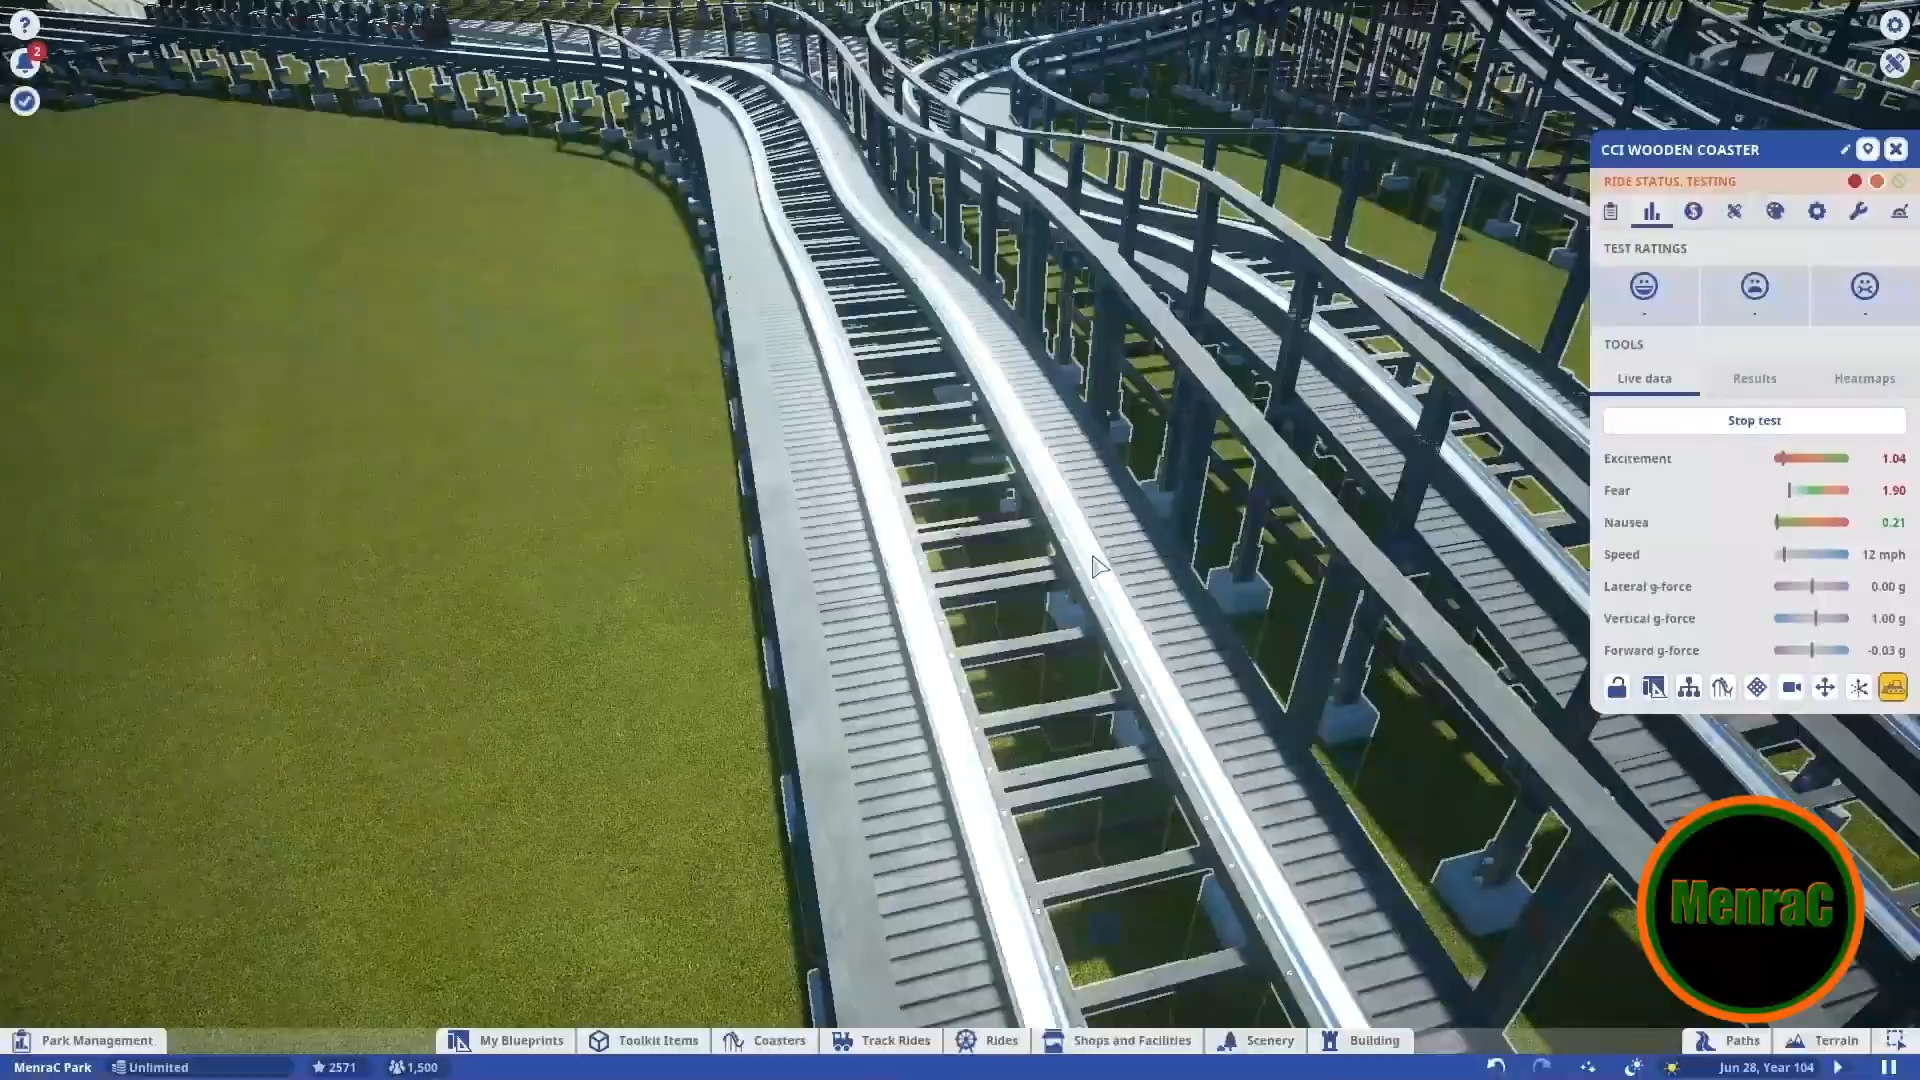 ?
2
CCI WOODEN COASTER
RIDE STATUS: TESTING
TEST RATINGS
- - -
TOOLS
Live data Results Heatmaps
Stop test
Excitement 1.04
Fear 1.90
Nausea 0.21
Speed 12 mph
Lateral g-force 0.00 g
Vertical g-force 1.00 g
Forward g-force -0.03 g
MenraC
Park Management My Blueprints Toolkit Items Coasters Track Rides Rides Shops and Facilities Scenery Building Paths Terrain
MenraC Park Unlimited 2571 1,500 Jun 28, Year 104